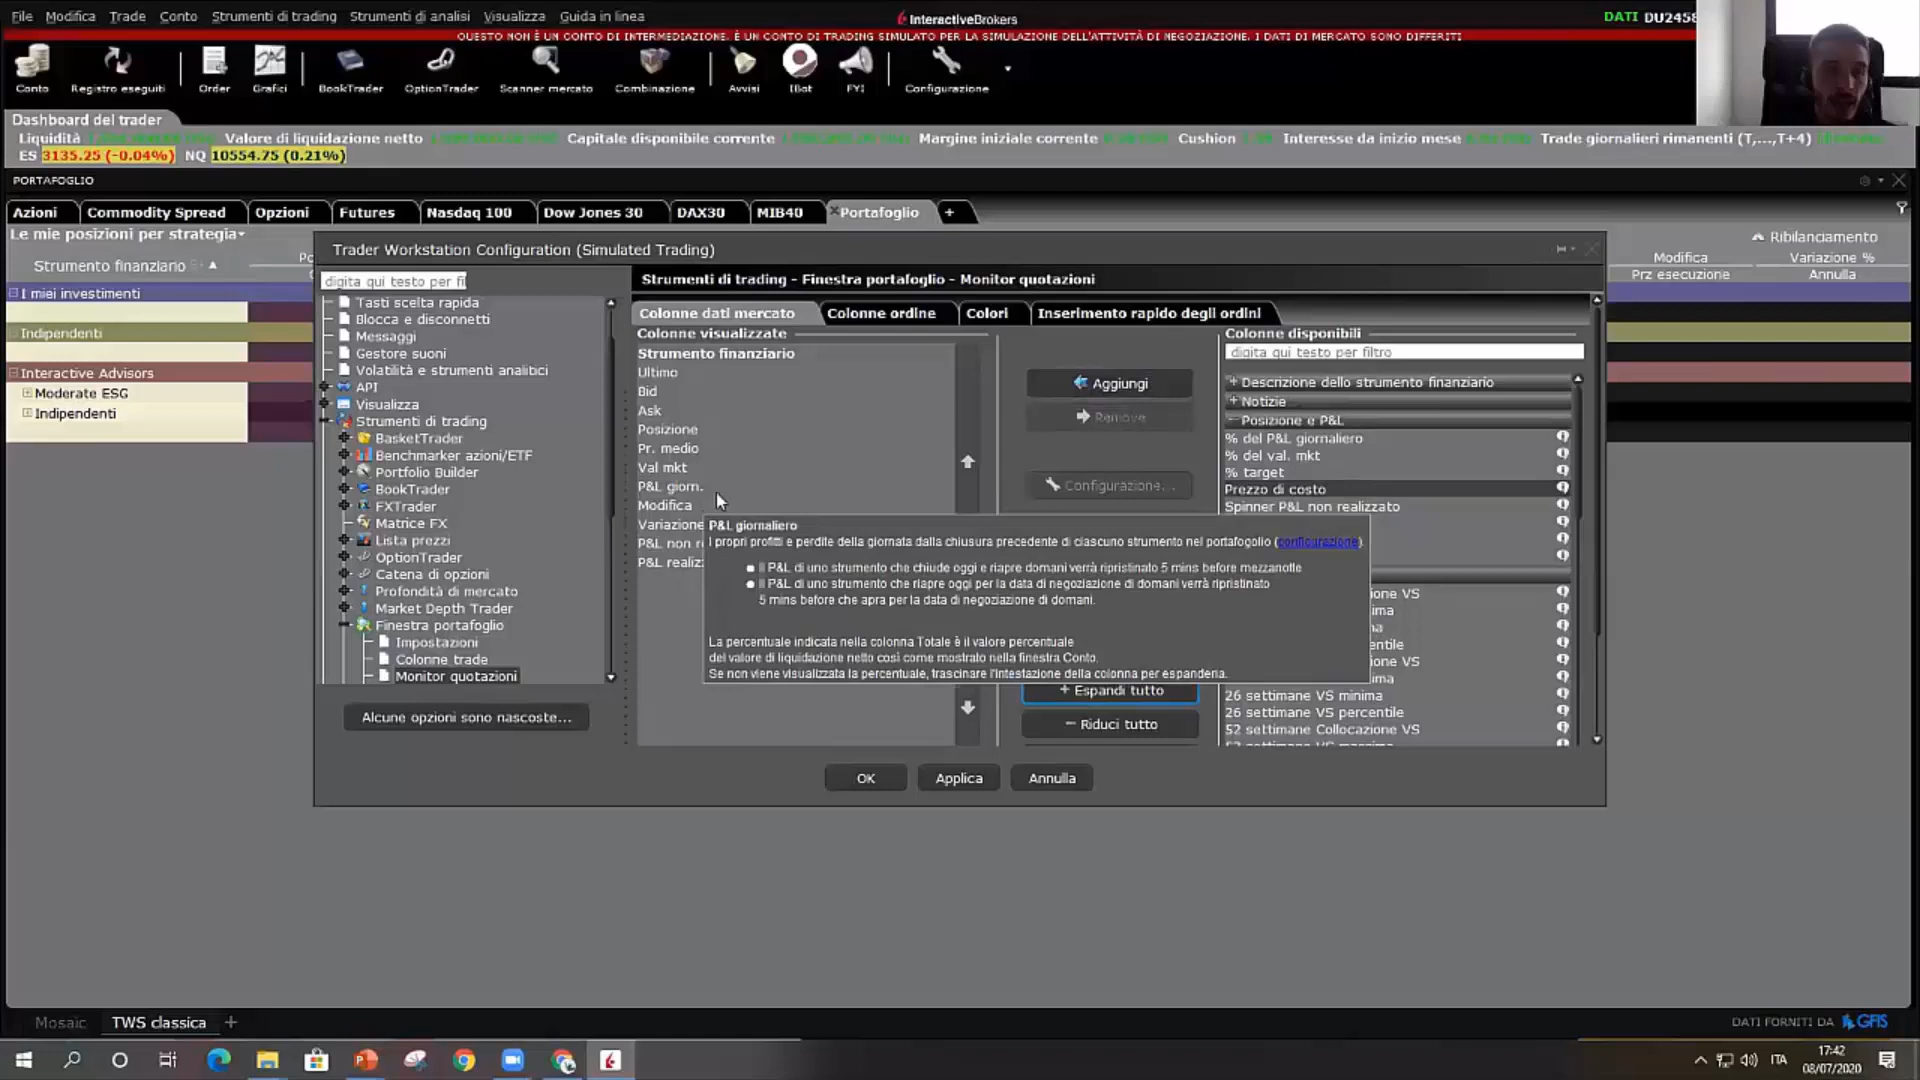 File Modifica Trade Conto Strumenti di trading Strumenti di analisi Visualizza Guida in linea
InteractiveBrokers
DATI DU2458
QUESTO NON È UN CONTO DI INTERMEDIAZIONE. È UN CONTO DI TRADING SIMULATO PER LA SIMULAZIONE DELL'ATTIVITÀ DI NEGOZIAZIONE. I DATI DI MERCATO SONO DIFFERITI
Conto Registro eseguiti Order Grafici BookTrader OptionTrader Scanner mercato Combinazione Avvisi IBot FYI Configurazione
Dashboard del trader
Liquidità Valore di liquidazione netto Capitale disponibile corrente Margine iniziale corrente Cushion Interesse da inizio mese Trade giornalieri rimanenti (T,...,T+4)
ES 3135.25 (-0.04%) NQ 10554.75 (0.21%)
PORTAFOGLIO
Azioni Commodity Spread Opzioni Futures Nasdaq 100 Dow Jones 30 DAX30 MIB40 Portafoglio +
Le mie posizioni per strategia
Strumento finanziario
Ribilanciamento
Modifica Variazione %
Prz esecuzione Annulla
I miei investimenti
Indipendenti
Interactive Advisors
Moderate ESG
Indipendenti
Trader Workstation Configuration (Simulated Trading)
digita qui testo per fil
Tasti scelta rapida
Blocca e disconnetti
Messaggi
Gestore suoni
Volatilità e strumenti analitici
API
Visualizza
Strumenti di trading
BasketTrader
Benchmarker azioni/ETF
Portfolio Builder
BookTrader
FXTrader
Matrice FX
Lista prezzi
OptionTrader
Catena di opzioni
Profondità di mercato
Market Depth Trader
Finestra portafoglio
Impostazioni
Colonne trade
Monitor quotazioni
Alcune opzioni sono nascoste...
Strumenti di trading - Finestra portafoglio - Monitor quotazioni
Colonne dati mercato Colonne ordine Colori Inserimento rapido degli ordini
Colonne visualizzate
Strumento finanziario
Ultimo
Bid
Ask
Posizione
Pr. medio
Val mkt
P&L giorn.
Modifica
Variazione
P&L non r
P&L realiz
Aggiungi
Remove
Configurazione...
+ Espandi tutto
− Riduci tutto
Colonne disponibili
digita qui testo per filtro
Descrizione dello strumento finanziario
Notizie
Posizione e P&L
% del P&L giornaliero
% del val. mkt
% target
Prezzo di costo
Spinner P&L non realizzato
ione VS
ima
na
entile
ione VS
ima
26 settimane VS minima
26 settimane VS percentile
52 settimane Collocazione VS
52 settimane VS massima
P&L giornaliero
I propri profitti e perdite della giornata dalla chiusura precedente di ciascuno strumento nel portafogolio (configurazione).
Il P&L di uno strumento che chiude oggi e riapre domani verrà ripristinato 5 mins before mezzanotte
Il P&L di uno strumento che riapre oggi per la data di negoziazione di domani verrà ripristinato
5 mins before che apra per la data di negoziazione di domani.
La percentuale indicata nella colonna Totale è il valore percentuale
del valore di liquidazione netto così come mostrato nella finestra Conto.
Se non viene visualizzata la percentuale, trascinare l'intestazione della colonna per espanderla.
OK Applica Annulla
Mosaic TWS classica +
DATI FORNITI DA GFIS
ITA
17:42
08/07/2020